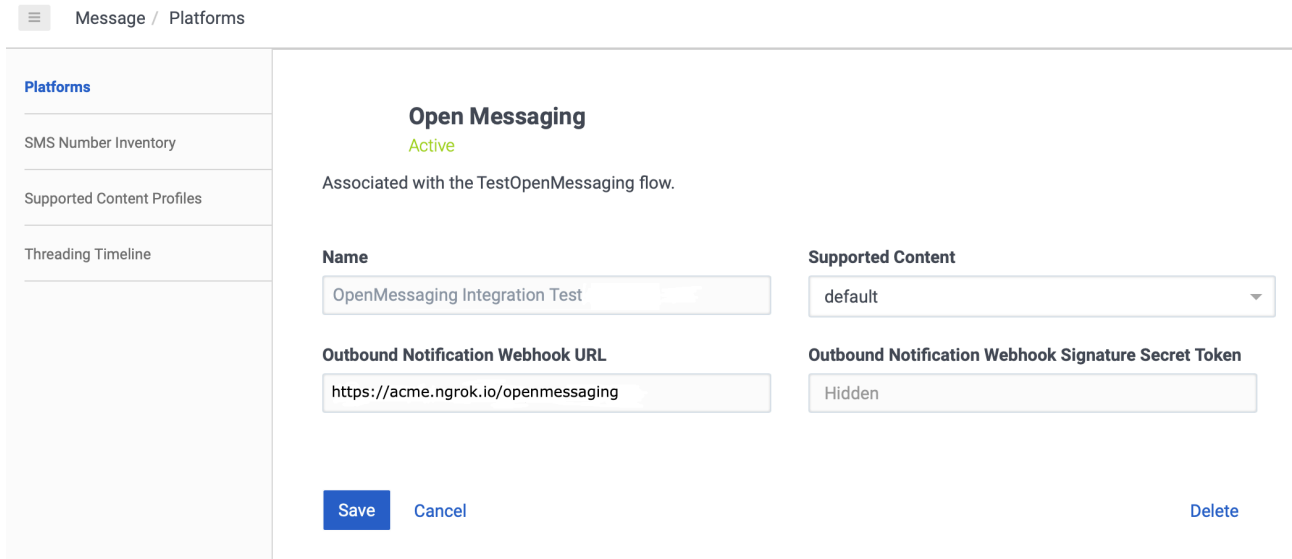 Message / Platforms
Platforms
SMS Number Inventory
Supported Content Profiles
Threading Timeline
Open Messaging
Active
Associated with the TestOpenMessaging flow.
Name
OpenMessaging Integration Test
Supported Content
default
Outbound Notification Webhook URL
https://acme.ngrok.io/openmessaging
Outbound Notification Webhook Signature Secret Token
Hidden
Save
Cancel
Delete